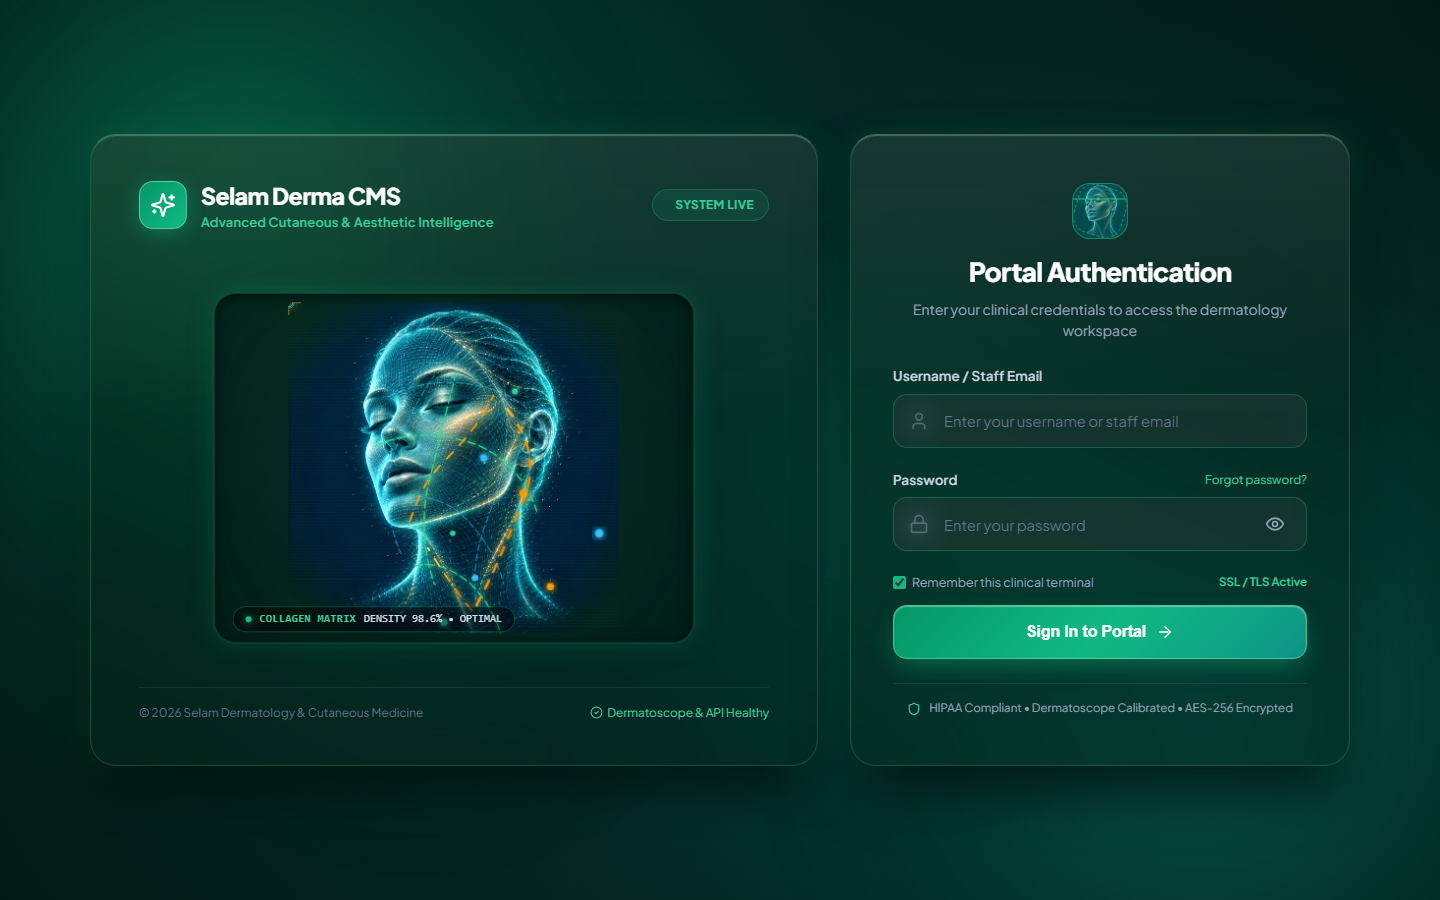 Selam Derma CMS
Advanced Cutaneous & Aesthetic Intelligence
SYSTEM LIVE
COLLAGEN MATRIX DENSITY 98.6% • OPTIMAL
© 2026 Selam Dermatology & Cutaneous Medicine
Dermatoscope & API Healthy
Portal Authentication
Enter your clinical credentials to access the dermatology
workspace
Username / Staff Email
Enter your username or staff email
Password
Forgot password?
Enter your password
Remember this clinical terminal
SSL / TLS Active
Sign In to Portal →
HIPAA Compliant • Dermatoscope Calibrated • AES-256 Encrypted